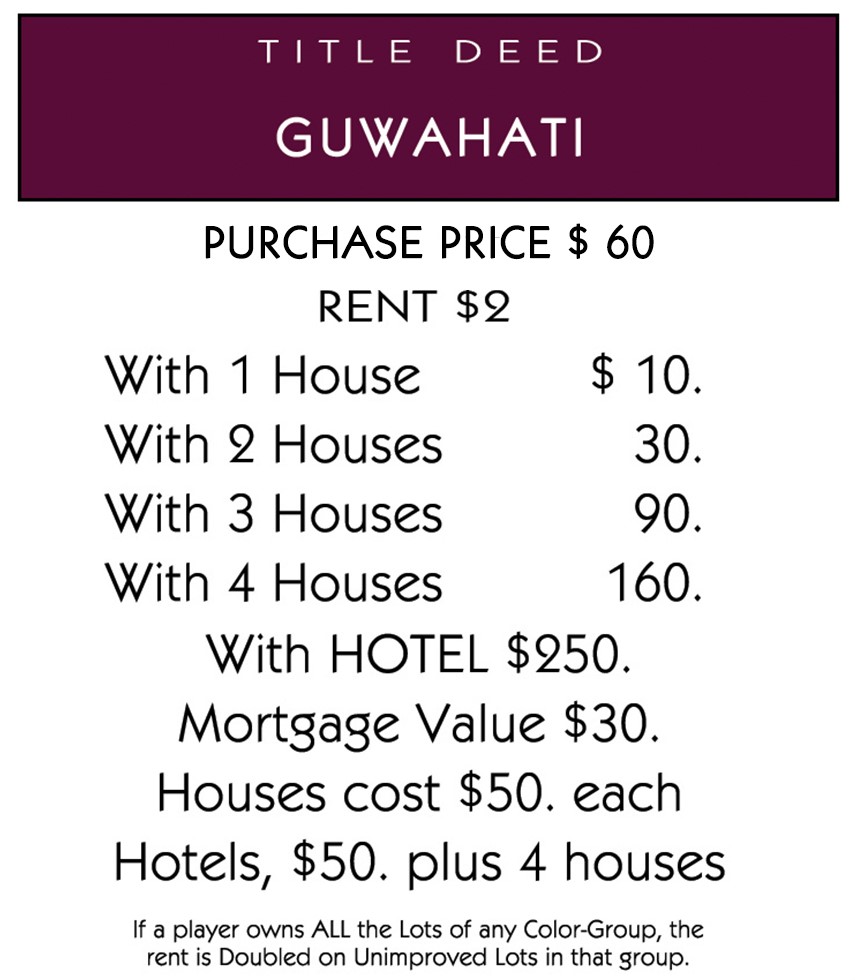 TITLE DEED
GUWAHATI
PURCHASE PRICE $ 60
RENT $2
With 1 House $ 10.
With 2 Houses 30.
With 3 Houses 90.
With 4 Houses 160.
With HOTEL $250.
Mortgage Value $30.
Houses cost $50. each
Hotels, $50. plus 4 houses
If a player owns ALL the Lots of any Color-Group, the
rent is Doubled on Unimproved Lots in that group.